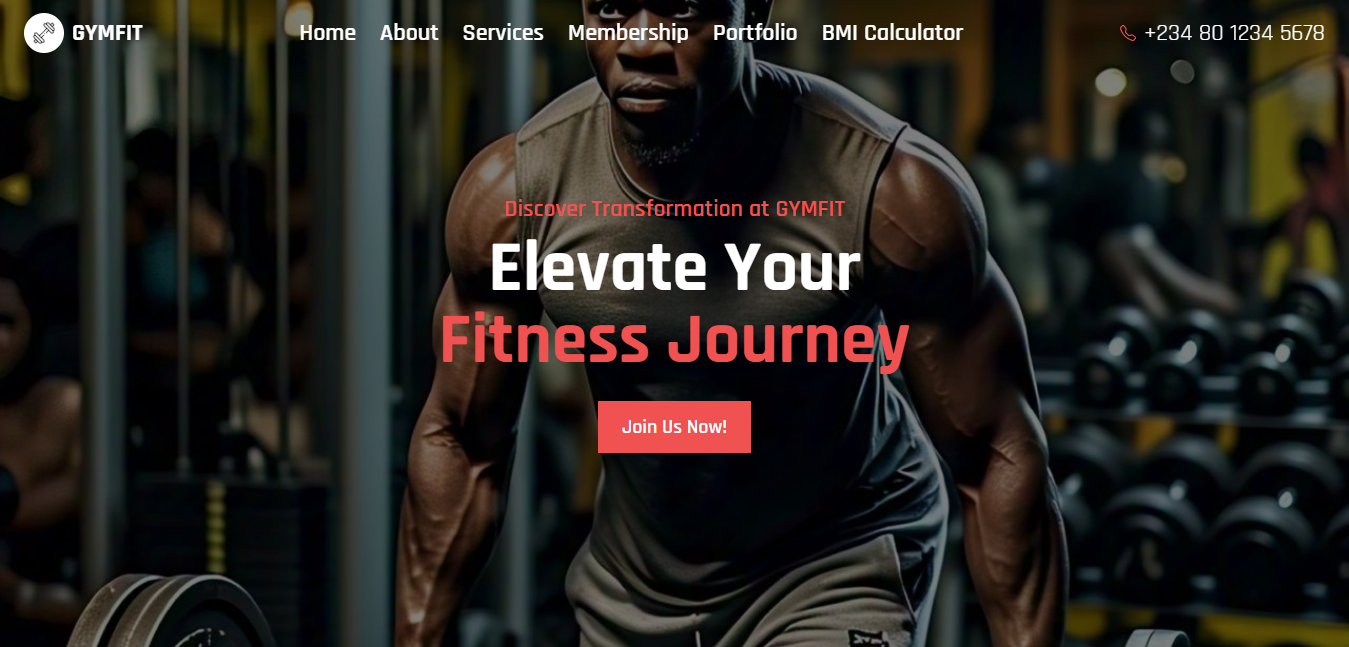 GYMFIT
Home About Services Membership Portfolio BMI Calculator
+234 80 1234 5678
Discover Transformation at GYMFIT
Elevate Your
Fitness Journey
Join Us Now!